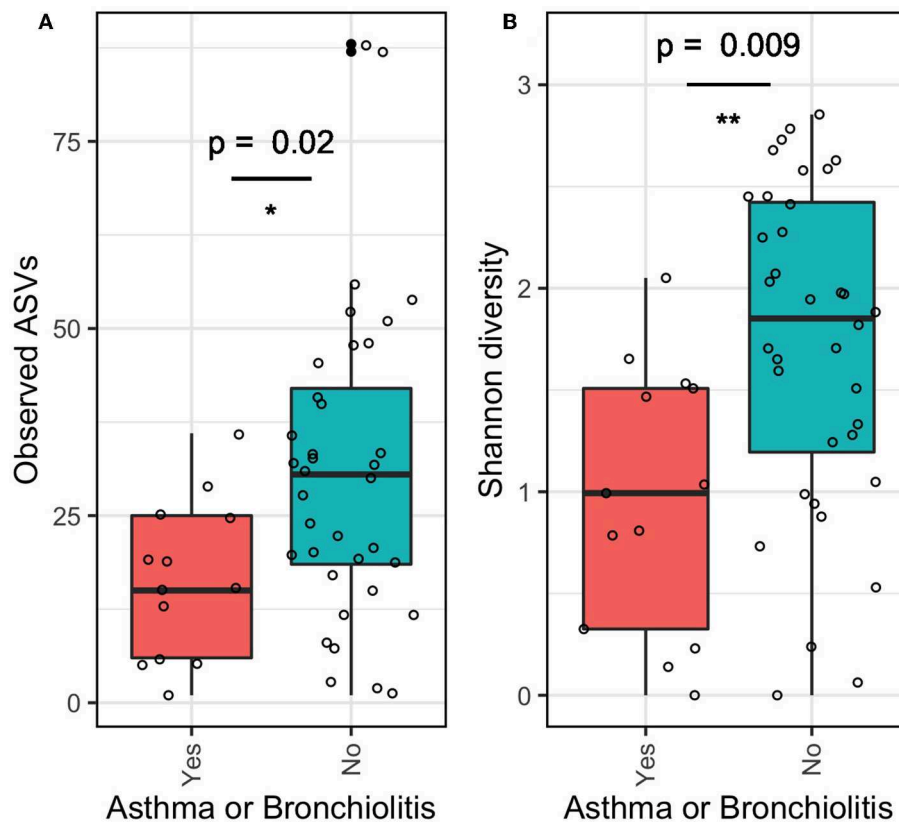 A
Observed ASVs
75
50
25
0
p = 0.02
*
Yes
No
Asthma or Bronchiolitis
B
Shannon diversity
3
2
1
0
p = 0.009
**
Yes
No
Asthma or Bronchiolitis